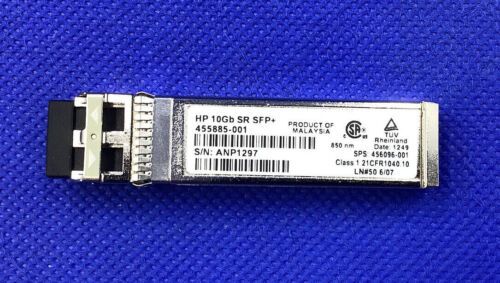 HP 10Gb SR SFP+
455885-001
S/N: ANP1297
PRODUCT OF
MALAYSIA
850 nm
TUV
Rheinland
Date: 1249
SPS: 456096-001
Class 1 21CFR1040.10
LN#50 6/07